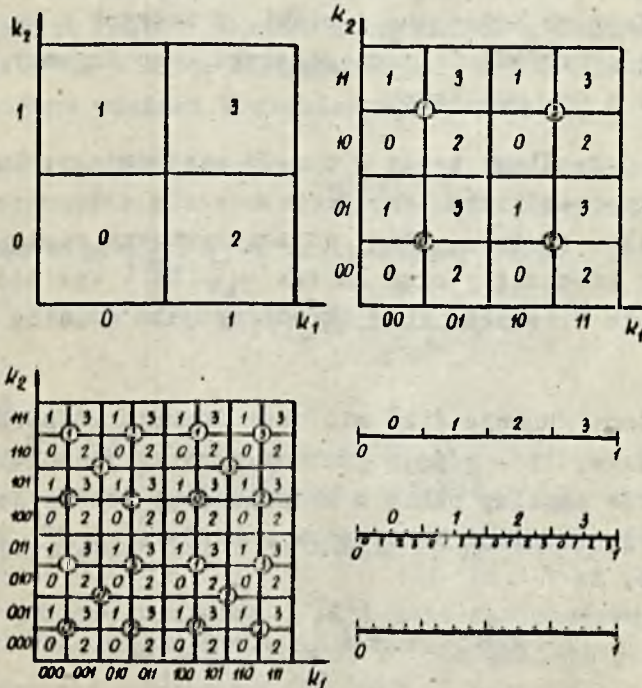 k₂
1 1 3
0 0 2
0 1 k₁
k₂
11 1 3 1 3
1 3
10 0 2 0 2
01 1 3 1 3
00 0 2 0 2
00 01 10 11 k₁
k₂
111 1 3 1 3 1 3 1 3
110 0 2 0 2 0 2 0 2
101 1 3 1 3 1 3 1 3
100 0 2 0 2 0 2 0 2
011 1 3 1 3 1 3 1 3
010 0 2 0 2 0 2 0 2
001 1 3 1 3 1 3 1 3
000 0 2 0 2 0 2 0 2
000 001 010 011 100 101 110 111 k₁
0 1 2 3
0 1
0 1 2 3
0 1
0 1